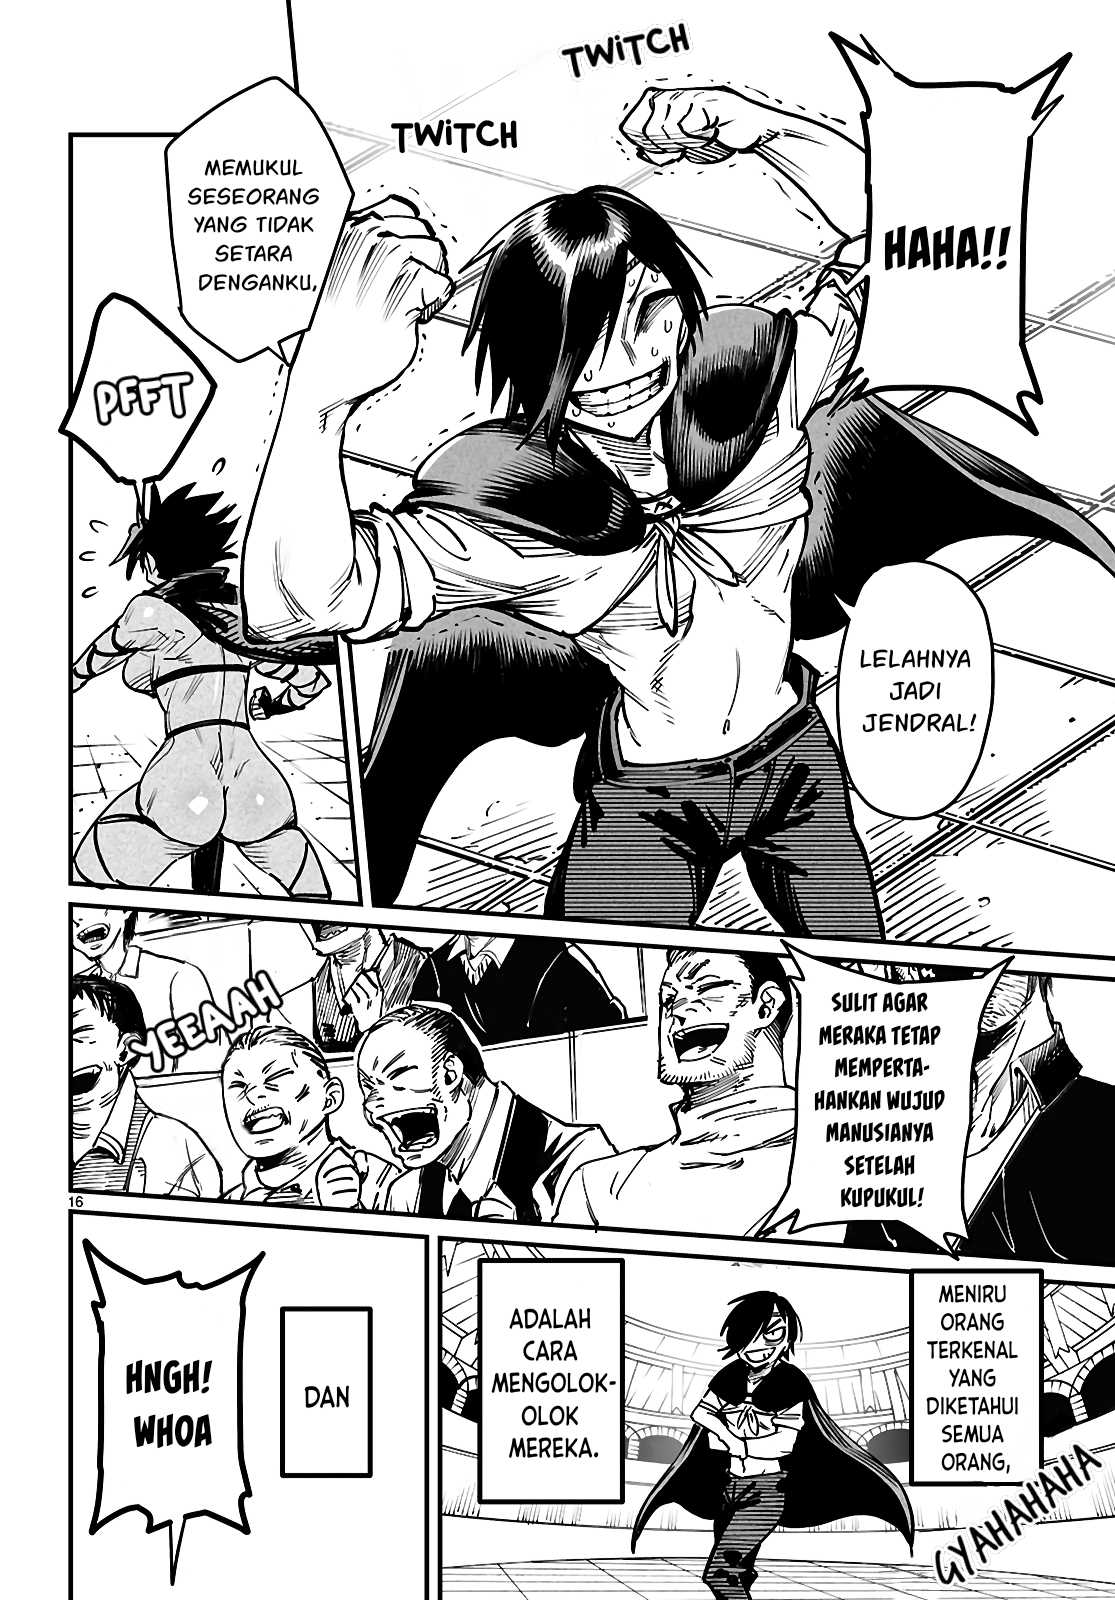 TWITCH
TWITCH
HAHA!!
MEMUKUL
SESEORANG
YANG TIDAK
SETARA
DENGANKU,
PFFT
LELAHNYA
JADI
JENDRAL!
YEEAAH
SULIT AGAR
MERAKA TETAP
MEMPERTA-
HANKAN WUJUD
MANUSIANYA
SETELAH
KUPUKUL!
16
MENIRU
ORANG
TERKENAL
YANG
DIKETAHUI
SEMUA
ORANG,
ADALAH
CARA
MENGOLOK-
OLOK
MEREKA.
GYAHAHAHA
DAN
HNGH!
WHOA